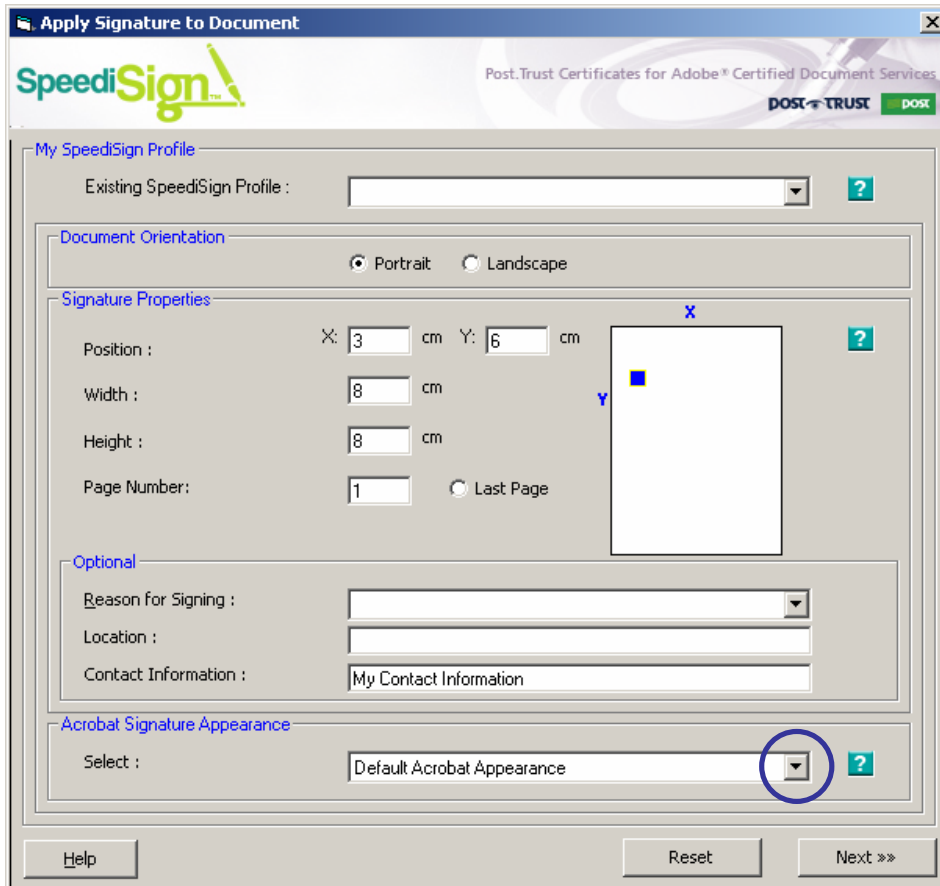 Apply Signature to Document
SpeediSign™
Post.Trust Certificates for Adobe® Certified Document Services
POST TRUST post
My SpeediSign Profile
Existing SpeediSign Profile :
?
Document Orientation
Portrait Landscape
Signature Properties
X
Position : X: 3 cm Y: 6 cm ?
Width : 8 cm Y
Height : 8 cm
Page Number: 1 Last Page
Optional
Reason for Signing :
Location :
Contact Information : My Contact Information
Acrobat Signature Appearance
Select : Default Acrobat Appearance ?
Help Reset Next »»